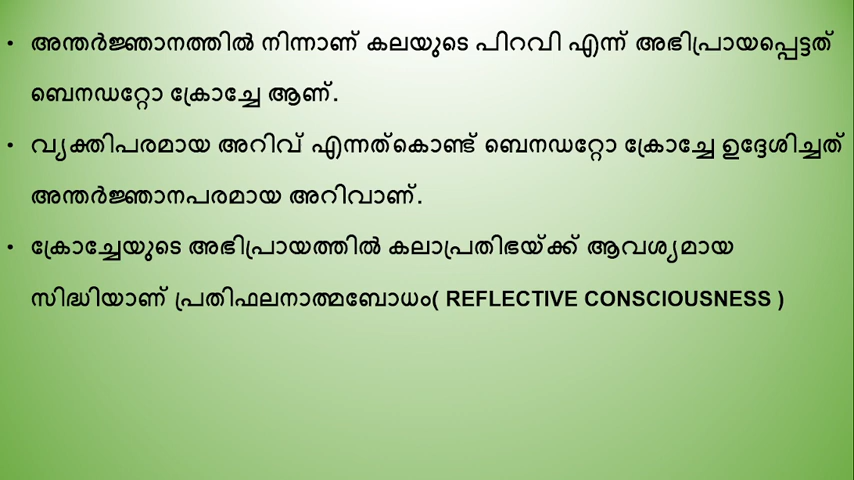 • അന്തർജ്ഞാനത്തിൽ നിന്നാണ് കലയുടെ പിറവി എന്ന് അഭിപ്രായപ്പെട്ടത്
ബെനഡറ്റോ ക്രോച്ചേ ആണ്.
• വ്യക്തിപരമായ അറിവ് എന്നത്കൊണ്ട് ബെനഡറ്റോ ക്രോച്ചേ ഉദ്ദേശിച്ചത്
അന്തർജ്ഞാനപരമായ അറിവാണ്.
• ക്രോച്ചേയുടെ അഭിപ്രായത്തിൽ കലാപ്രതിഭയ്ക്ക് ആവശ്യമായ
സിദ്ധിയാണ് പ്രതിഫലനാത്മബോധം( REFLECTIVE CONSCIOUSNESS )